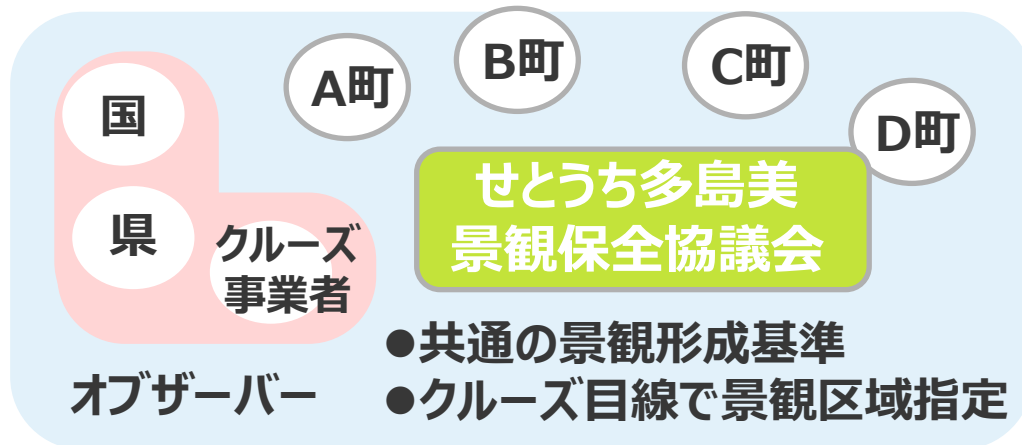 A町
B町
C町
D町
国
県
クルーズ
事業者
オブザーバー
せとうち多島美
景観保全協議会
●共通の景観形成基準
●クルーズ目線で景観区域指定